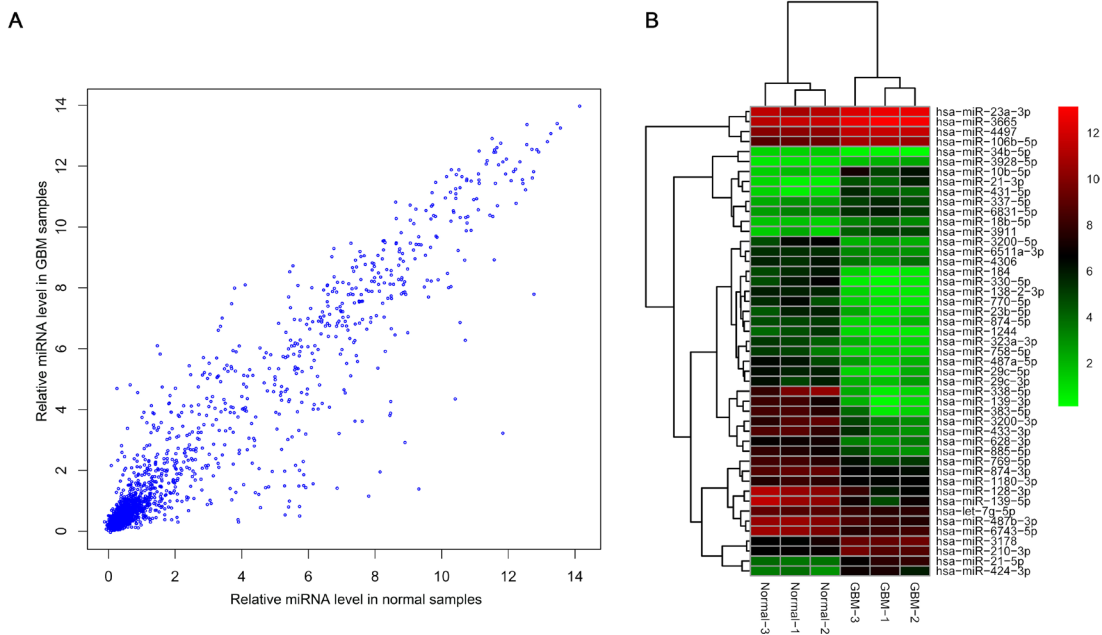 A
B
Relative miRNA level in GBM samples
14
12
10
8
6
4
2
0
0
2
4
6
8
10
12
14
Relative miRNA level in normal samples
hsa-miR-23a-3p
hsa-miR-3665
hsa-miR-4497
hsa-miR-106b-5p
hsa-miR-34b-5p
hsa-miR-3928-5p
hsa-miR-10b-5p
hsa-miR-21-3p
hsa-miR-431-5p
hsa-miR-337-5p
hsa-miR-6831-5p
hsa-miR-18b-5p
hsa-miR-3911
hsa-miR-3200-5p
hsa-miR-6511a-3p
hsa-miR-4306
hsa-miR-184
hsa-miR-330-5p
hsa-miR-138-2-3p
hsa-miR-770-5p
hsa-miR-23b-5p
hsa-miR-874-5p
hsa-miR-1244
hsa-miR-323a-3p
hsa-miR-758-5p
hsa-miR-487a-5p
hsa-miR-29c-5p
hsa-miR-29c-3p
hsa-miR-338-5p
hsa-miR-139-3p
hsa-miR-383-5p
hsa-miR-3200-3p
hsa-miR-433-3p
hsa-miR-628-3p
hsa-miR-885-5p
hsa-miR-769-5p
hsa-miR-874-3p
hsa-miR-1180-3p
hsa-miR-128-3p
hsa-miR-139-5p
hsa-let-7g-5p
hsa-miR-487b-3p
hsa-miR-6743-5p
hsa-miR-3178
hsa-miR-210-3p
hsa-miR-21-5p
hsa-miR-424-3p
Normal-3
Normal-1
Normal-2
GBM-3
GBM-1
GBM-2
12
10
8
6
4
2